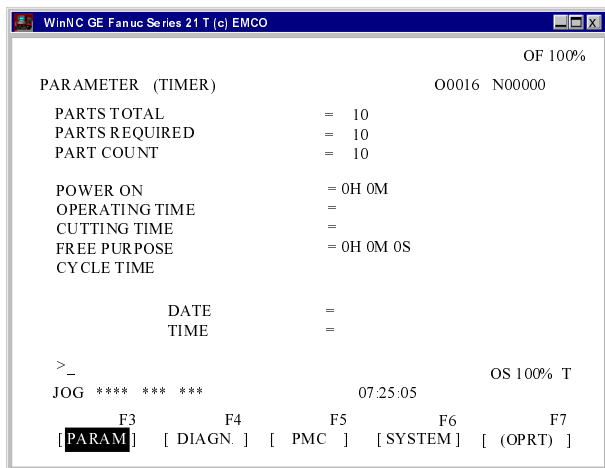 WinNC GE Fanuc Series 21 T (c) EMCO
OF 100%
PARAMETER (TIMER) O0016 N00000
PARTS TOTAL = 10
PARTS REQUIRED = 10
PART COUNT = 10
POWER ON = 0H 0M
OPERATING TIME =
CUTTING TIME =
FREE PURPOSE = 0H 0M 0S
CYCLE TIME
DATE =
TIME =
>_
OS 100% T
JOG **** *** *** 07:25:05
F3 F4 F5 F6 F7
[PARAM] [ DIAGN. ] [ PMC ] [ SYSTEM ] [ (OPRT) ]